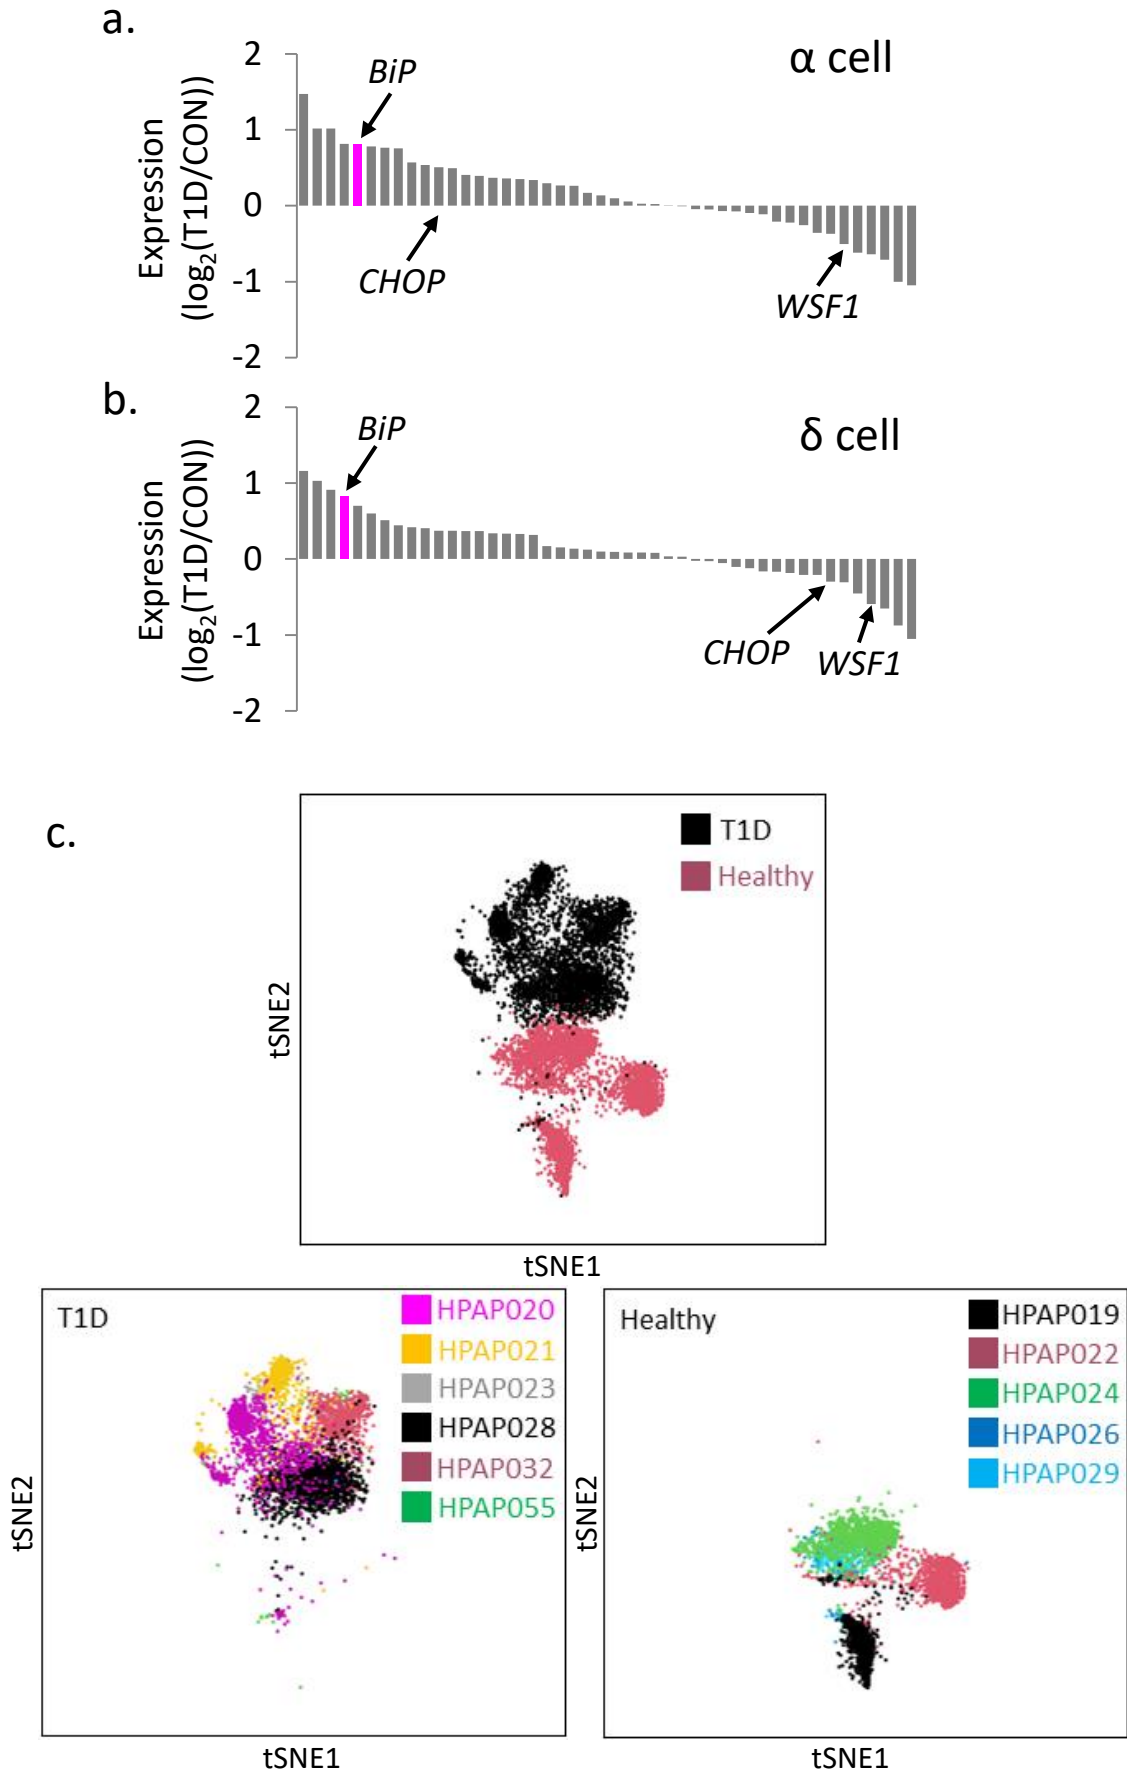 a.
α cell
Expression
(log₂(T1D/CON))
2
1
0
-1
-2
BiP
CHOP
WSF1
b.
δ cell
Expression
(log₂(T1D/CON))
2
1
0
-1
-2
BiP
CHOP
WSF1
c.
T1D
Healthy
tSNE2
tSNE1
T1D
HPAP020
HPAP021
HPAP023
HPAP028
HPAP032
HPAP055
tSNE2
tSNE1
Healthy
HPAP019
HPAP022
HPAP024
HPAP026
HPAP029
tSNE2
tSNE1